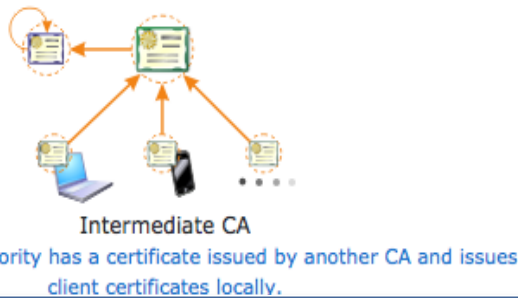 Intermediate CA
ority has a certificate issued by another CA and issues
client certificates locally.